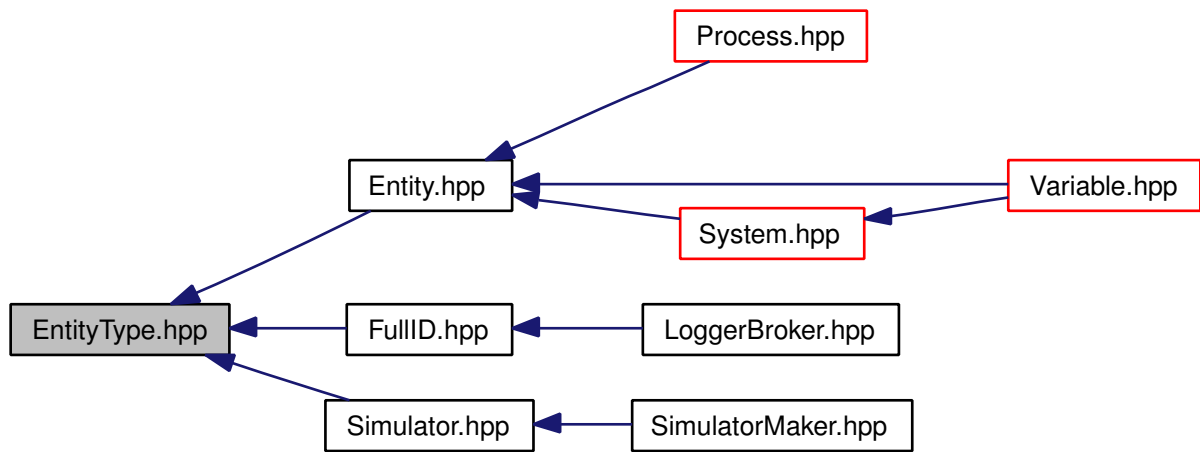 Process.hpp
Entity.hpp
Variable.hpp
System.hpp
EntityType.hpp
FullID.hpp
LoggerBroker.hpp
Simulator.hpp
SimulatorMaker.hpp